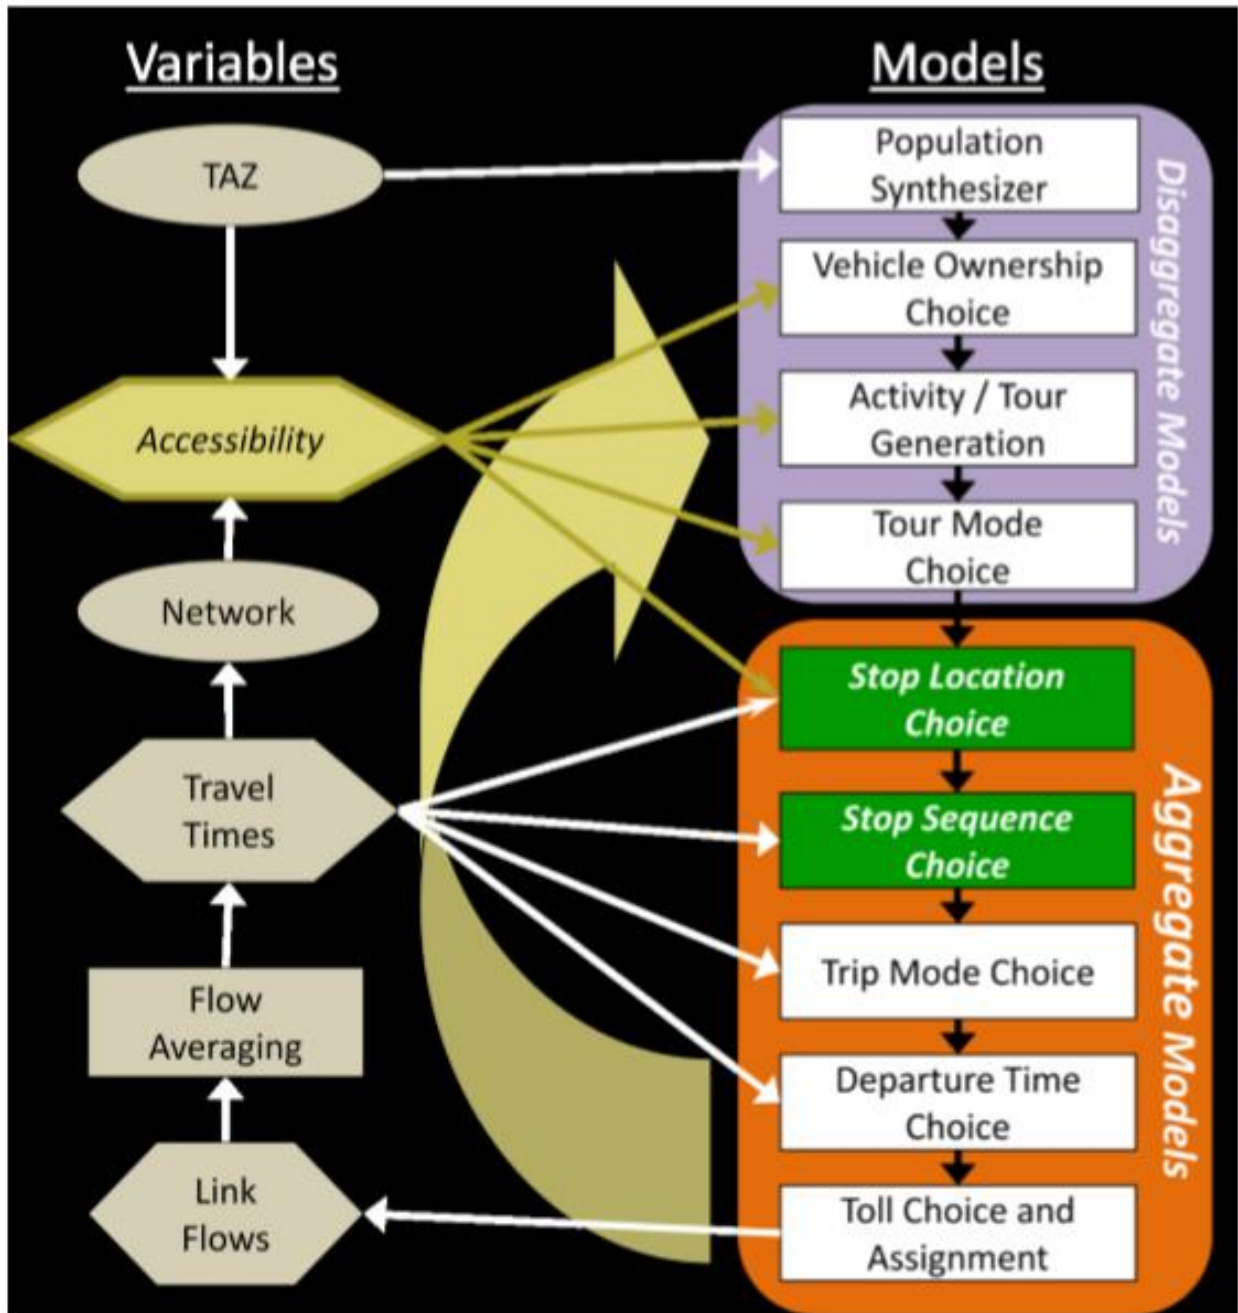 Variables
TAZ
Accessibility
Network
Travel
Times
Flow
Averaging
Link
Flows
Models
Disaggregate Models
Population
Synthesizer
Vehicle Ownership
Choice
Activity / Tour
Generation
Tour Mode
Choice
Aggregate Models
Stop Location
Choice
Stop Sequence
Choice
Trip Mode Choice
Departure Time
Choice
Toll Choice and
Assignment